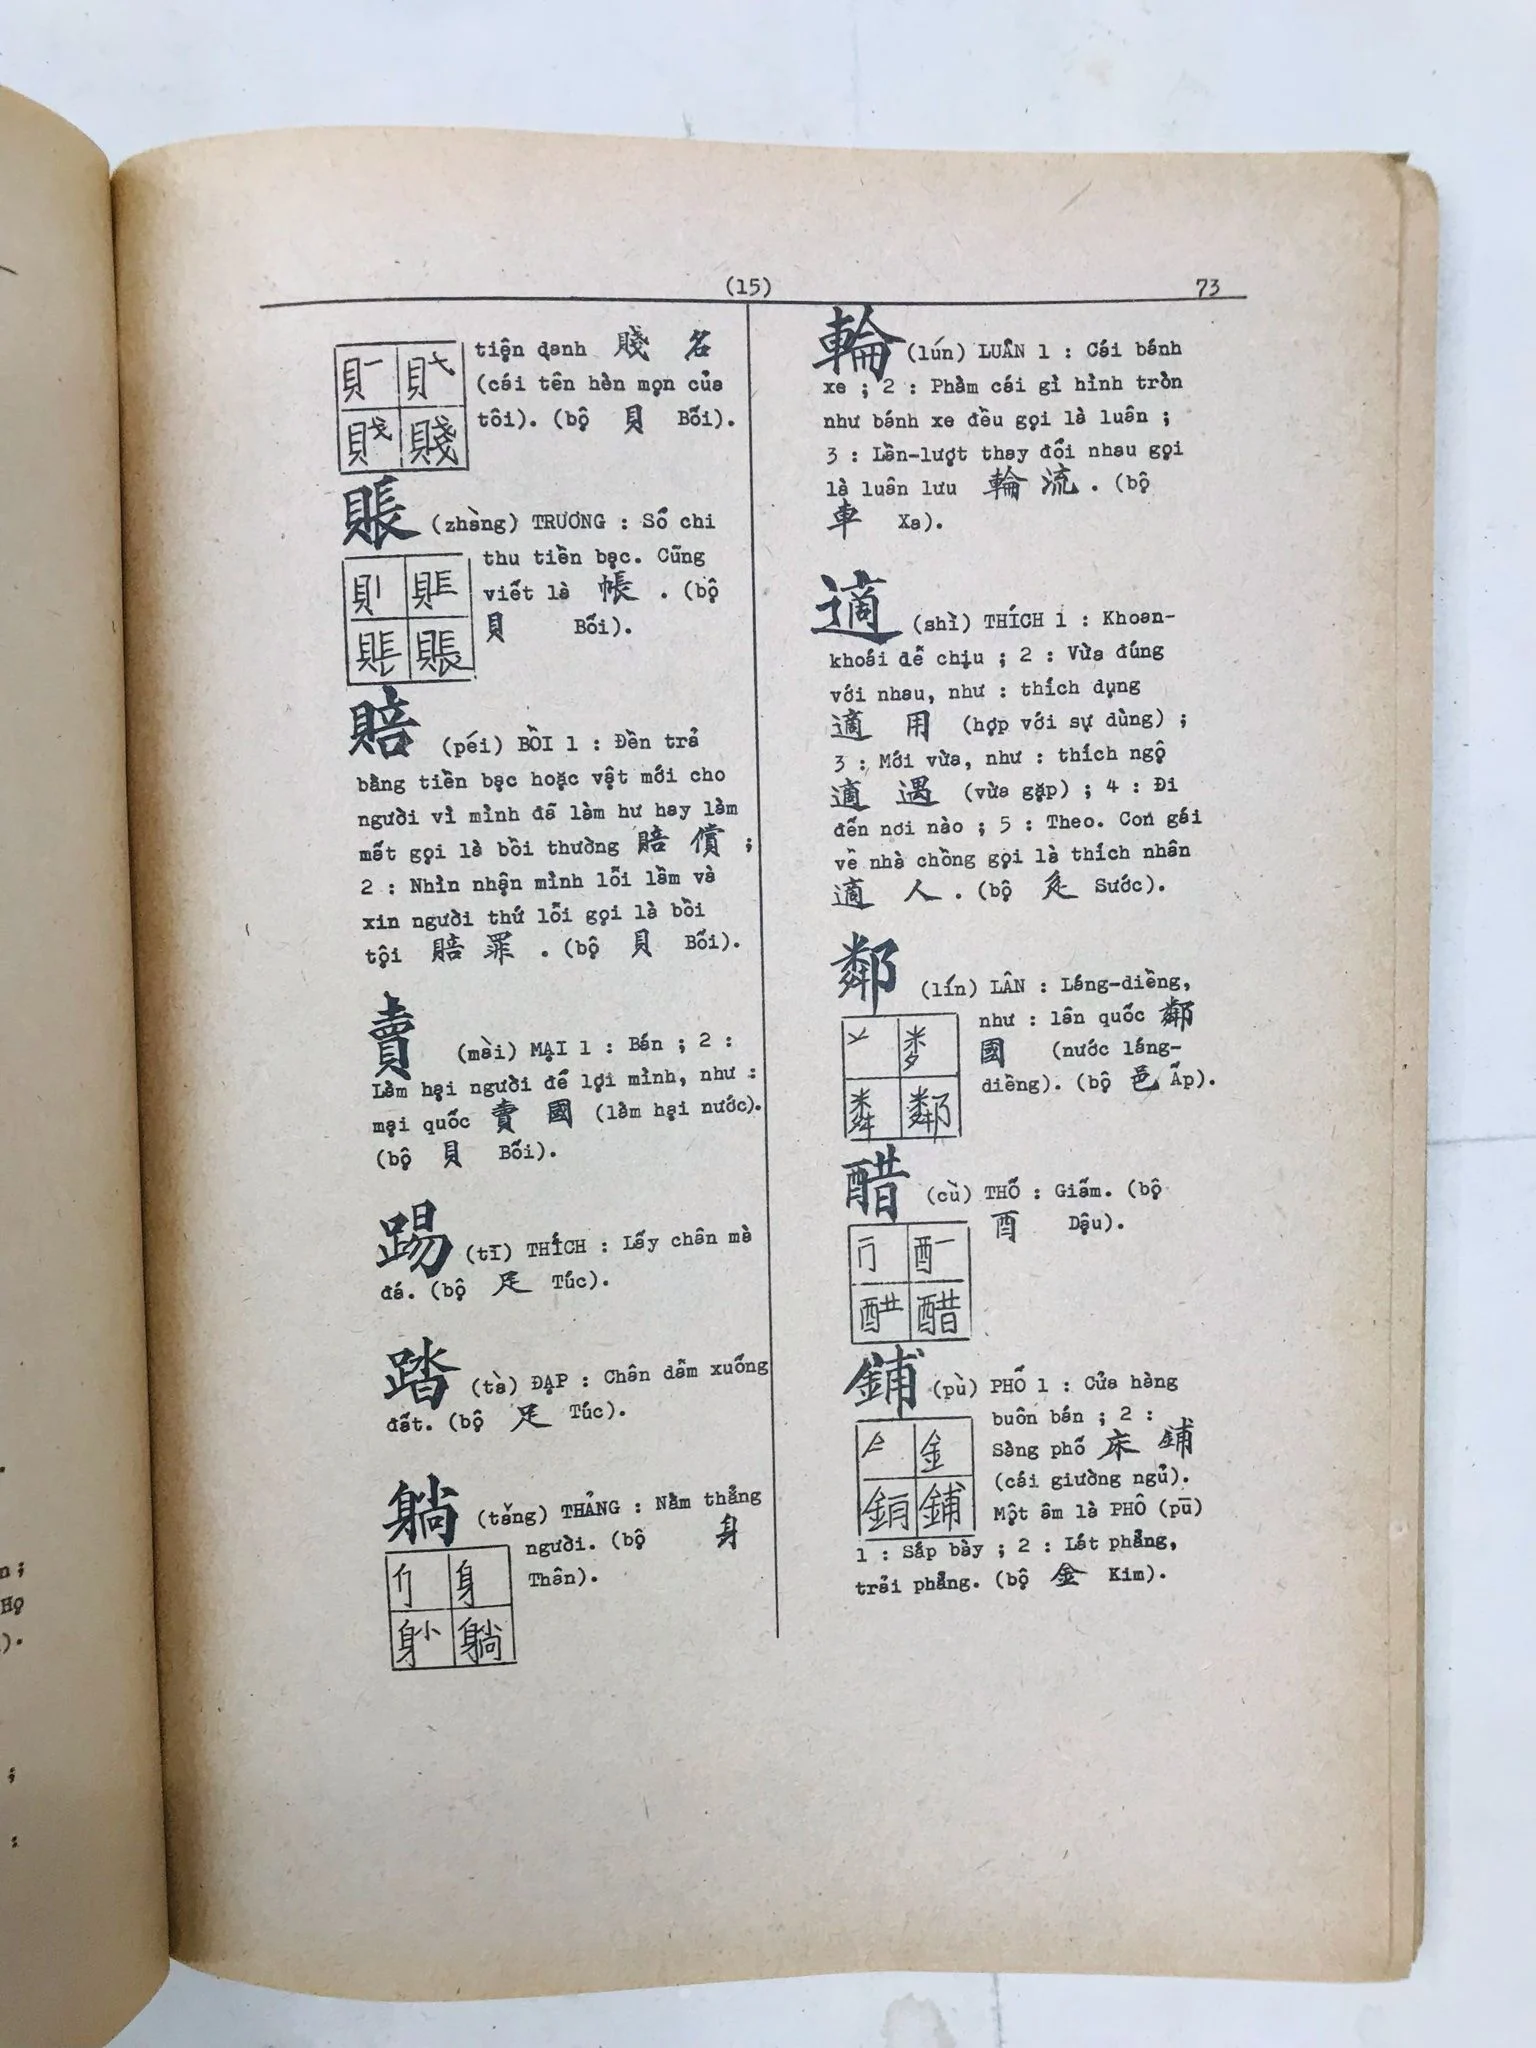 (15) 73
tiện danh 賤 名
(cái tên hèn mọn của
tôi). (bộ 貝 Bối).
賬 (zhàng) TRƯƠNG : Sổ chi
thu tiền bạc. Cũng
viết là 帳 . (bộ
貝 Bối).
賠 (péi) BỒI 1 : Đền trả
bằng tiền bạc hoặc vật mới cho
người vì mình đã làm hư hay làm
mất gọi là bồi thường 賠 償 ;
2 : Nhìn nhận mình lỗi lầm và
xin người thứ lỗi gọi là bồi
tội 賠 罪 . (bộ 貝 Bối).
賣 (mài) MẠI 1 : Bán ; 2 :
Làm hại người để lợi mình, như :
mại quốc 賣 國 (làm hại nước).
(bộ 貝 Bối).
踢 (tī) THÍCH : Lấy chân mà
đá. (bộ 足 Túc).
踏 (tà) ĐẠP : Chân dẫm xuống
đất. (bộ 足 Túc).
躺 (tǎng) THẢNG : Nằm thẳng
người. (bộ 身
Thân).
輪 (lún) LUÂN 1 : Cái bánh
xe ; 2 : Phàm cái gì hình tròn
như bánh xe đều gọi là luân ;
3 : Lần-lượt thay đổi nhau gọi
là luân lưu 輪 流 . (bộ
車 Xa).
適 (shì) THÍCH 1 : Khoan-
khoái dễ chịu ; 2 : Vừa đúng
với nhau, như : thích dụng
適 用 (hợp với sự dùng) ;
3 : Mới vừa, như : thích ngộ
適 遇 (vừa gặp) ; 4 : Đi
đến nơi nào ; 5 : Theo. Con gái
về nhà chồng gọi là thích nhân
適 人 . (bộ 辵 Sước).
鄰 (lín) LÂN : Láng-diềng,
như : lân quốc 鄰
國 (nước láng-
diềng). (bộ 邑 Ấp).
醋 (cù) THỐ : Giấm. (bộ
酉 Dậu).
鋪 (pù) PHỐ 1 : Cửa hàng
buôn bán ; 2 :
Sàng phố 床 鋪
(cái giường ngủ).
Một âm là PHÔ (pū)
1 : Sắp bày ; 2 : Lát phẳng,
trải phẳng. (bộ 金 Kim).